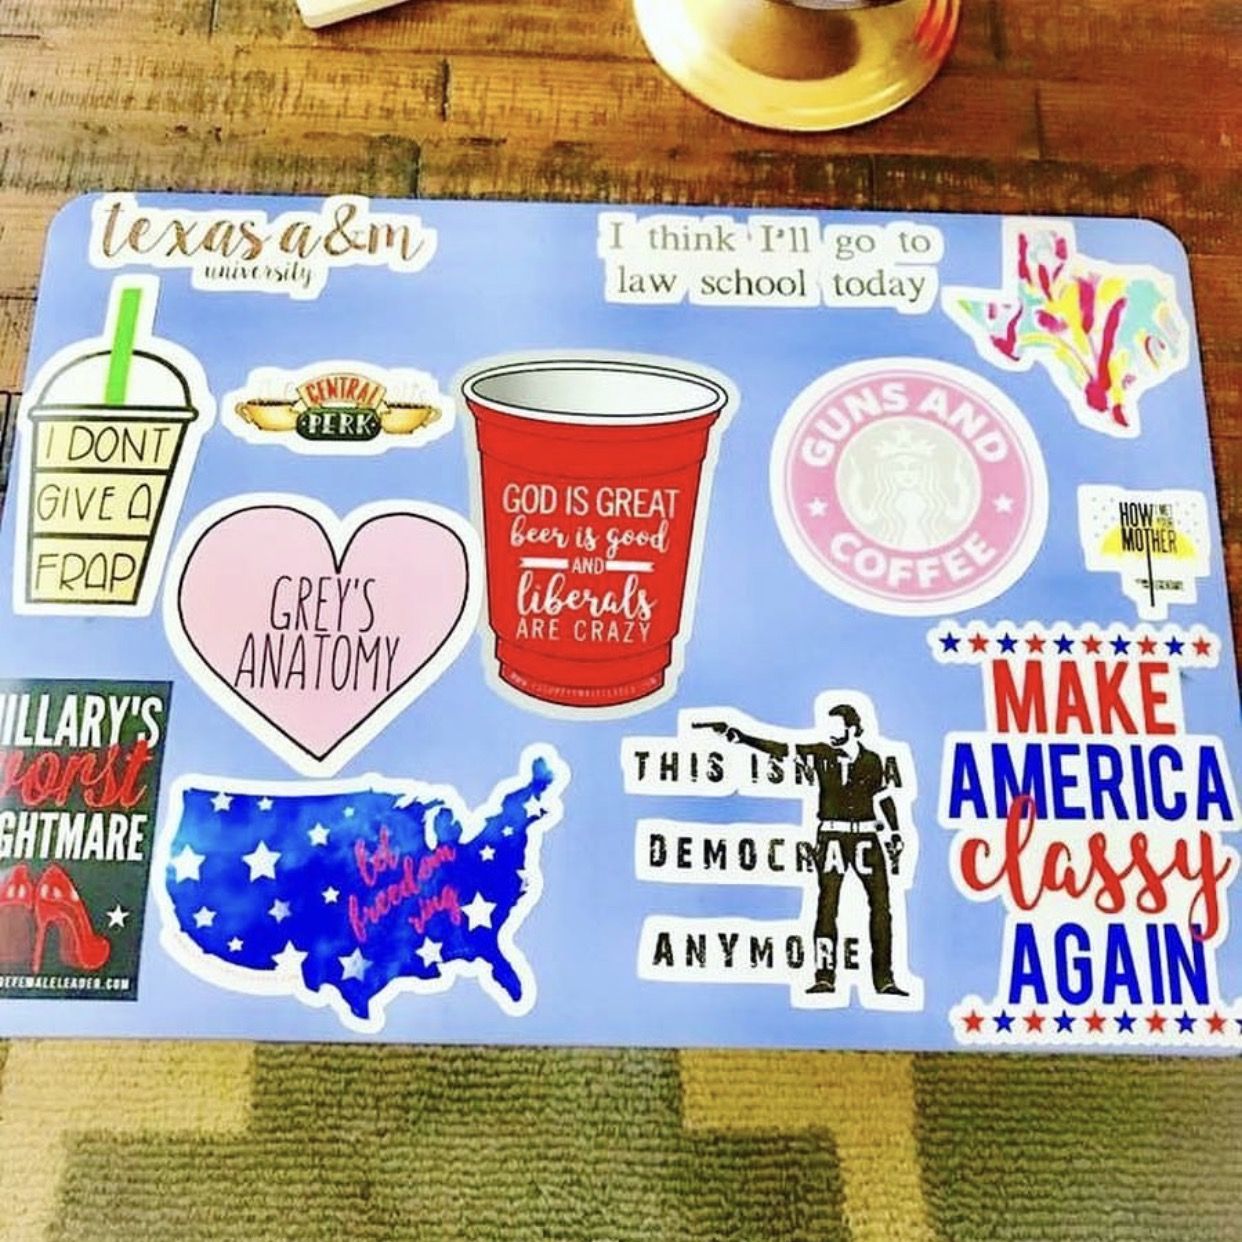 texas a&m
university
I think I'll go to
law school today
I DONT
GIVE A
FRAP
CENTRAL
PERK
GREY'S
ANATOMY
GOD IS GREAT
beer is good
AND
liberals
ARE CRAZY
GUNS AND
COFFEE
HOW I MET
YOUR
MOTHER
HILLARY'S
worst
NIGHTMARE
let
freedom
ring
THIS ISN'T A
DEMOCRACY
ANYMORE
MAKE
AMERICA
classy
AGAIN